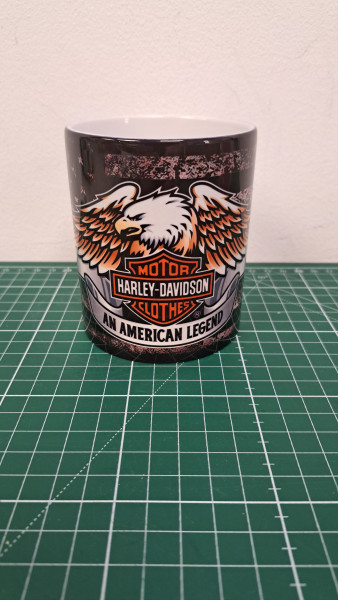 MOTOR
HARLEY-DAVIDSON
CLOTHES
AN AMERICAN LEGEND